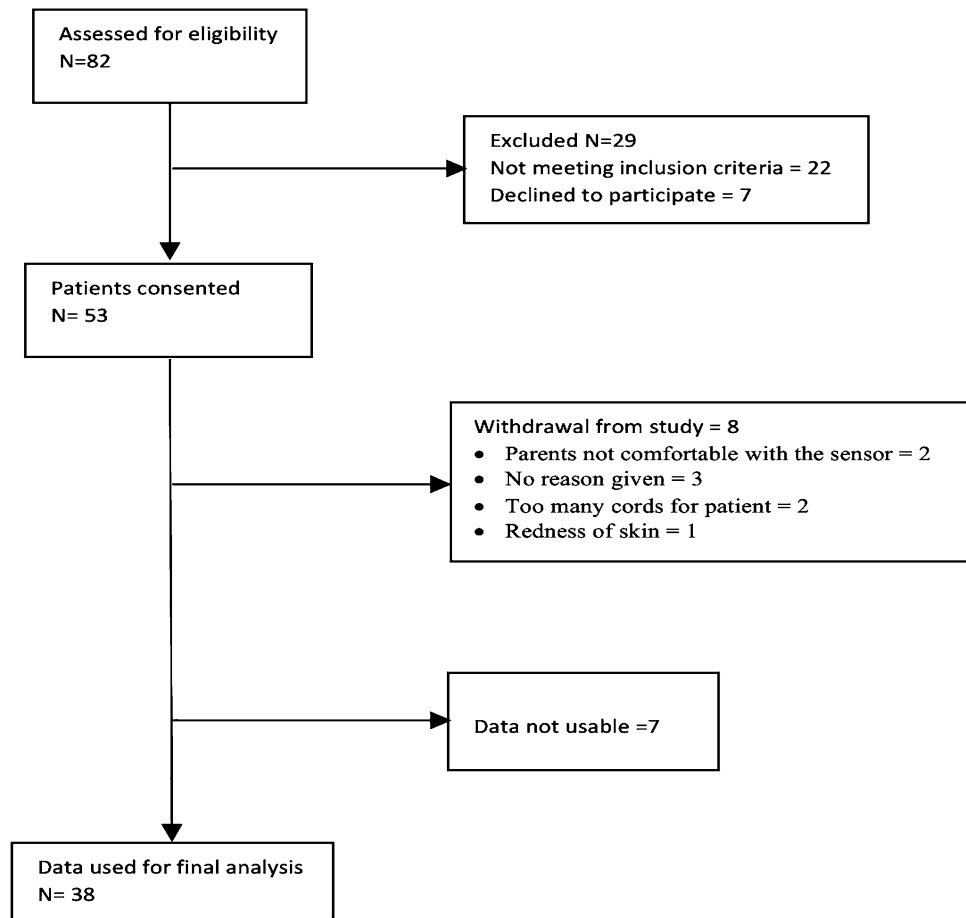 Assessed for eligibility
N=82
Excluded N=29
Not meeting inclusion criteria = 22
Declined to participate = 7
Patients consented
N= 53
Withdrawal from study = 8
• Parents not comfortable with the sensor = 2
• No reason given = 3
• Too many cords for patient = 2
• Redness of skin = 1
Data not usable =7
Data used for final analysis
N= 38